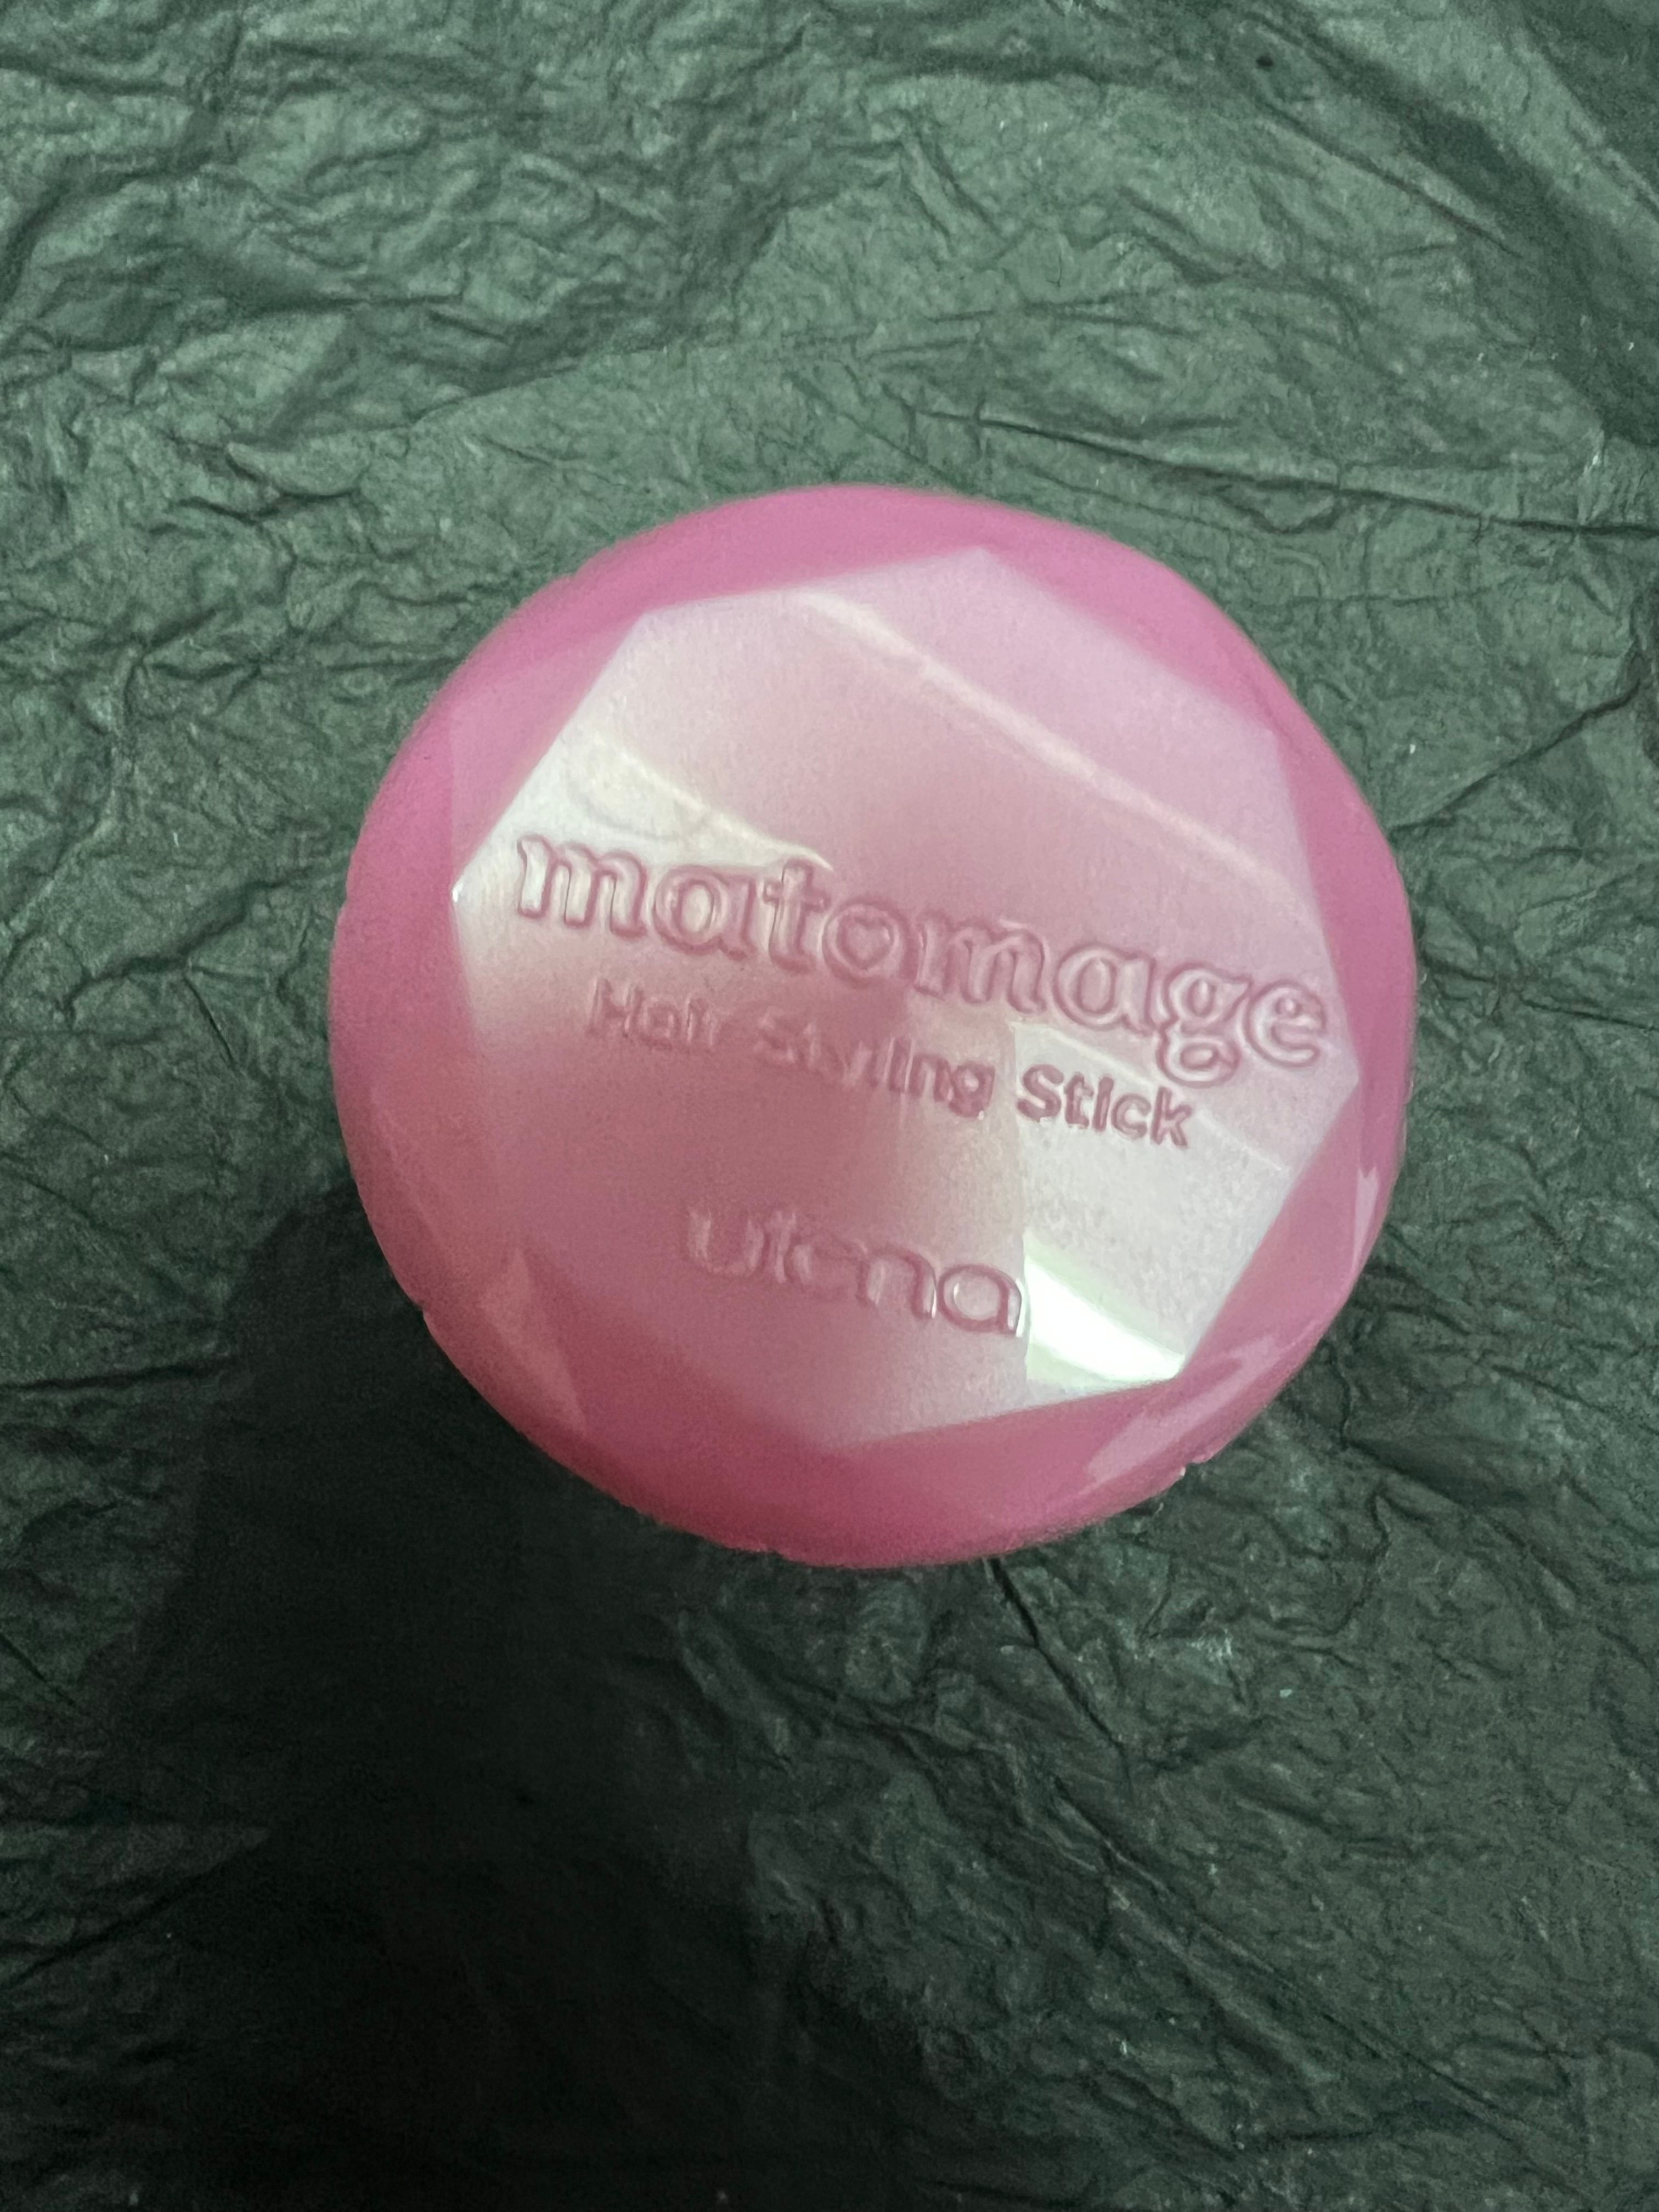 matomage
Hair Styling Stick
utena